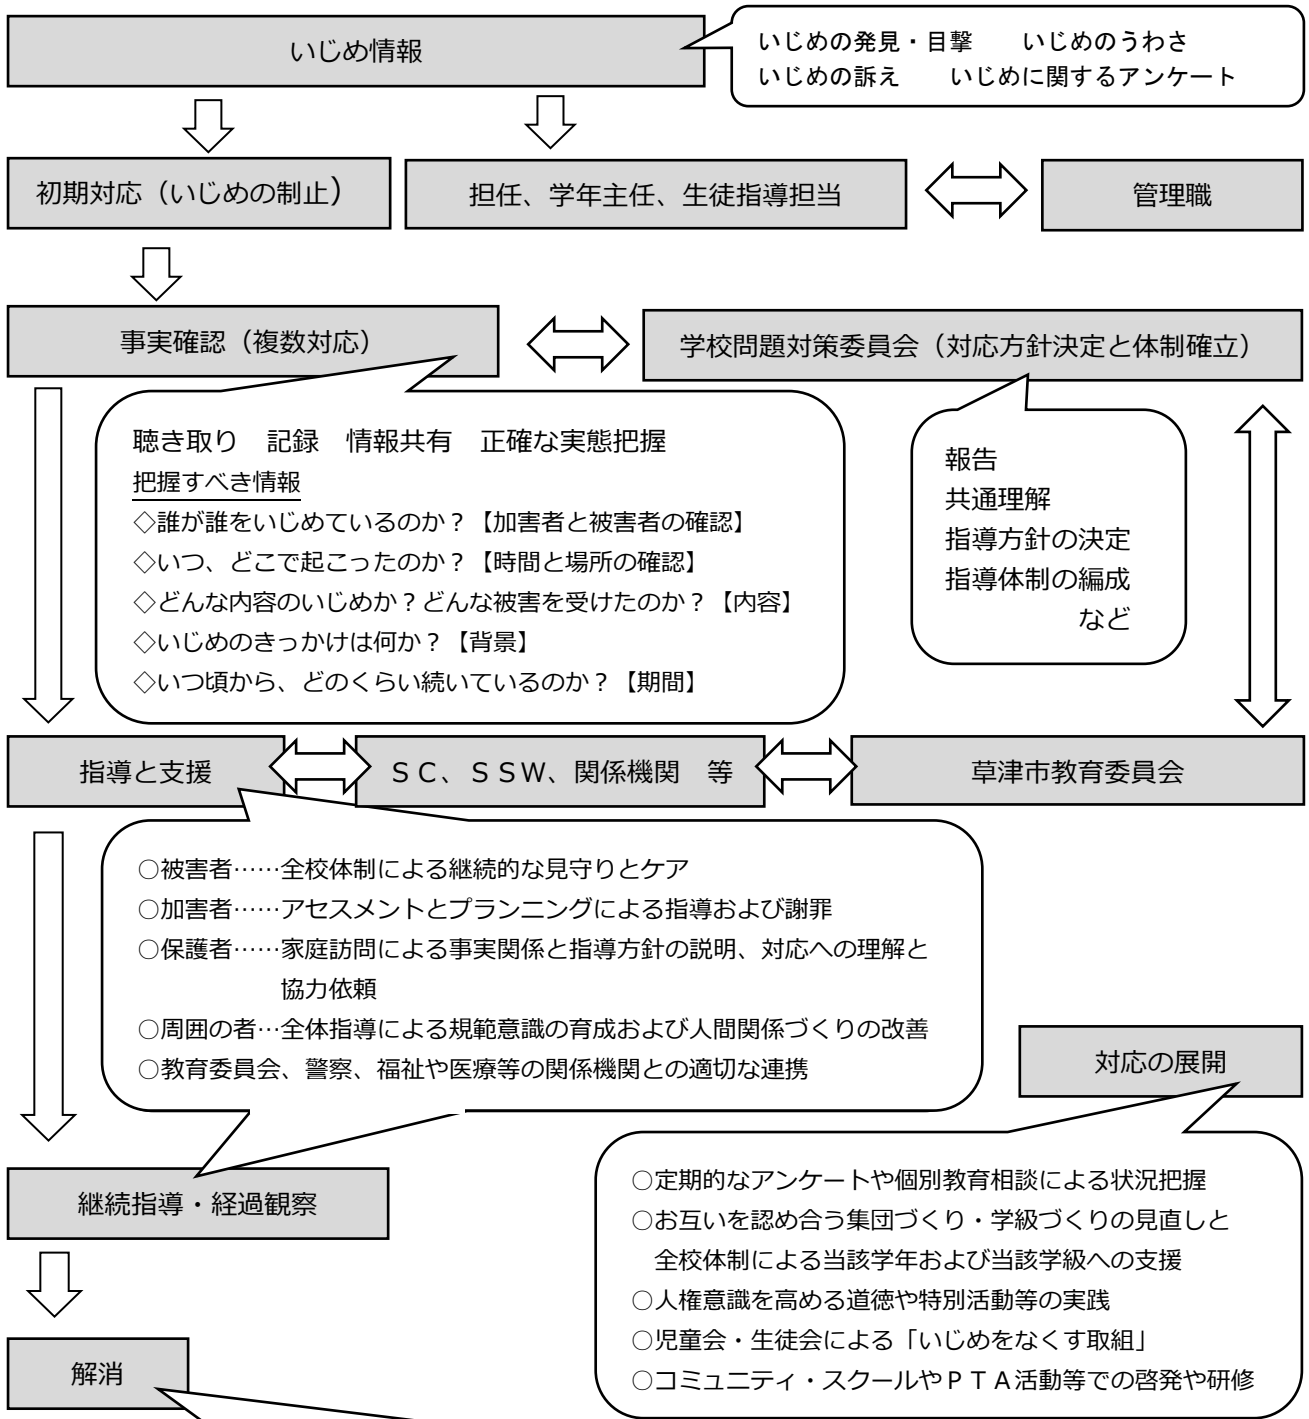 いじめ情報
いじめの発見・目撃　　いじめのうわさ
いじめの訴え　　いじめに関するアンケート
初期対応（いじめの制止）
担任、学年主任、生徒指導担当
管理職
事実確認（複数対応）
学校問題対策委員会（対応方針決定と体制確立）
聴き取り　記録　情報共有　正確な実態把握
把握すべき情報
◇誰が誰をいじめているのか？【加害者と被害者の確認】
◇いつ、どこで起こったのか？【時間と場所の確認】
◇どんな内容のいじめか？どんな被害を受けたのか？【内容】
◇いじめのきっかけは何か？【背景】
◇いつ頃から、どのくらい続いているのか？【期間】
報告
共通理解
指導方針の決定
指導体制の編成
など
指導と支援
ＳＣ、ＳＳＷ、関係機関　等
草津市教育委員会
○被害者……全校体制による継続的な見守りとケア
○加害者……アセスメントとプランニングによる指導および謝罪
○保護者……家庭訪問による事実関係と指導方針の説明、対応への理解と
協力依頼
○周囲の者…全体指導による規範意識の育成および人間関係づくりの改善
○教育委員会、警察、福祉や医療等の関係機関との適切な連携
対応の展開
○定期的なアンケートや個別教育相談による状況把握
○お互いを認め合う集団づくり・学級づくりの見直しと
全校体制による当該学年および当該学級への支援
○人権意識を高める道徳や特別活動等の実践
○児童会・生徒会による「いじめをなくす取組」
○コミュニティ・スクールやＰＴＡ活動等での啓発や研修
継続指導・経過観察
解消